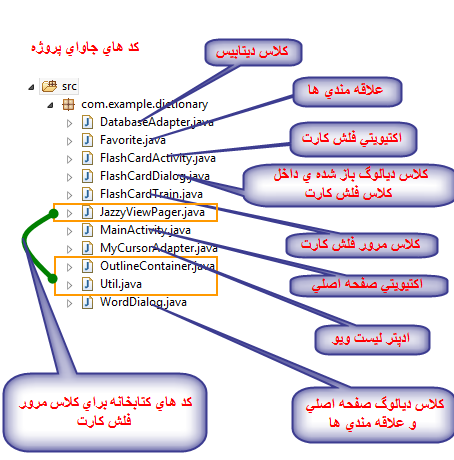 کد هاي جاواي پروژه
کلاس ديتابيس
src
علاقه مندي ها
com.example.dictionary
DatabaseAdapter.java
Favorite.java
اکتيويتي فلش کارت
FlashCardActivity.java
FlashCardDialog.java
کلاس ديالوگ باز شده ي داخل
کلاس فلش کارت
FlashCardTrain.java
JazzyViewPager.java
MainActivity.java
کلاس مرور فلش کارت
MyCursorAdapter.java
OutlineContainer.java
Util.java
اکتيويتي صفحه اصلي
WordDialog.java
ادپتر ليست ويو
کد هاي کتابخانه براي کلاس مرور
فلش کارت
کلاس ديالوگ صفحه اصلي
و علاقه مندي ها